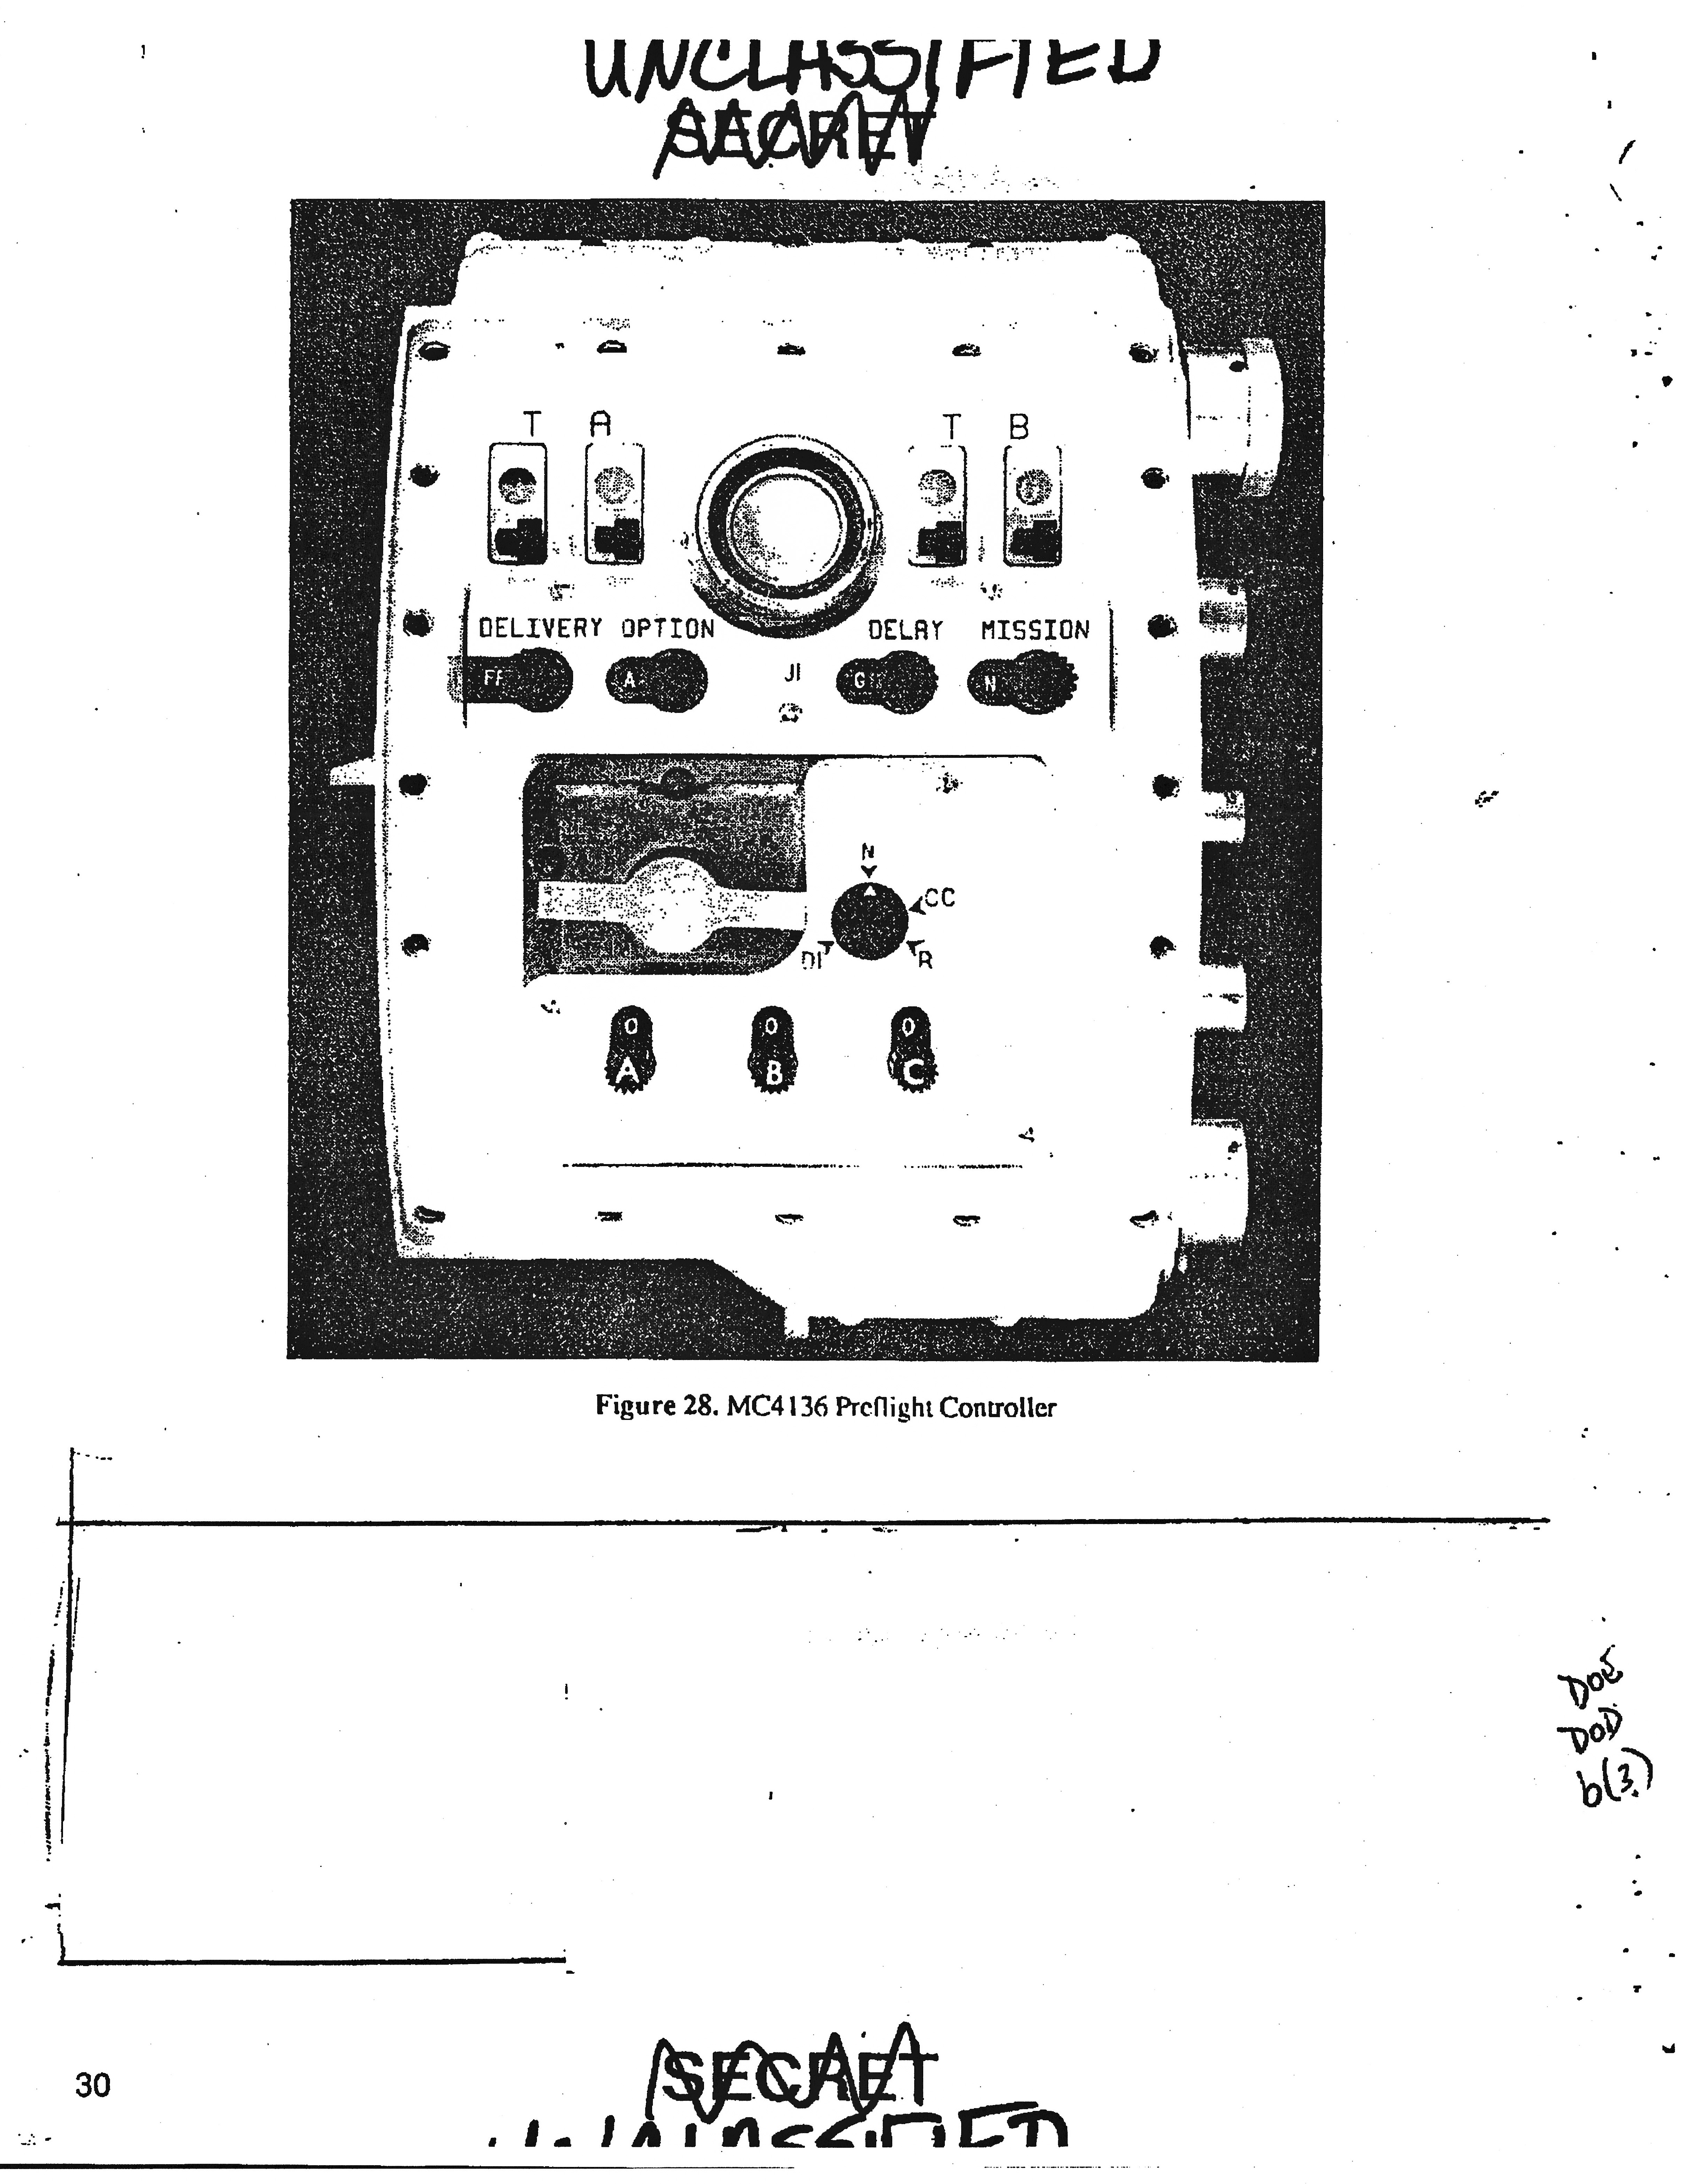 UNCLASSIFIED
SECRET
T A T B
DELIVERY OPTION DELAY MISSION
FF A J1 G N
N
CC
DI R
0 0 0
A B C
Figure 28. MC4136 Preflight Controller
DOE
DOD
b(3)
SECRET
30
UNCLASSIFIED